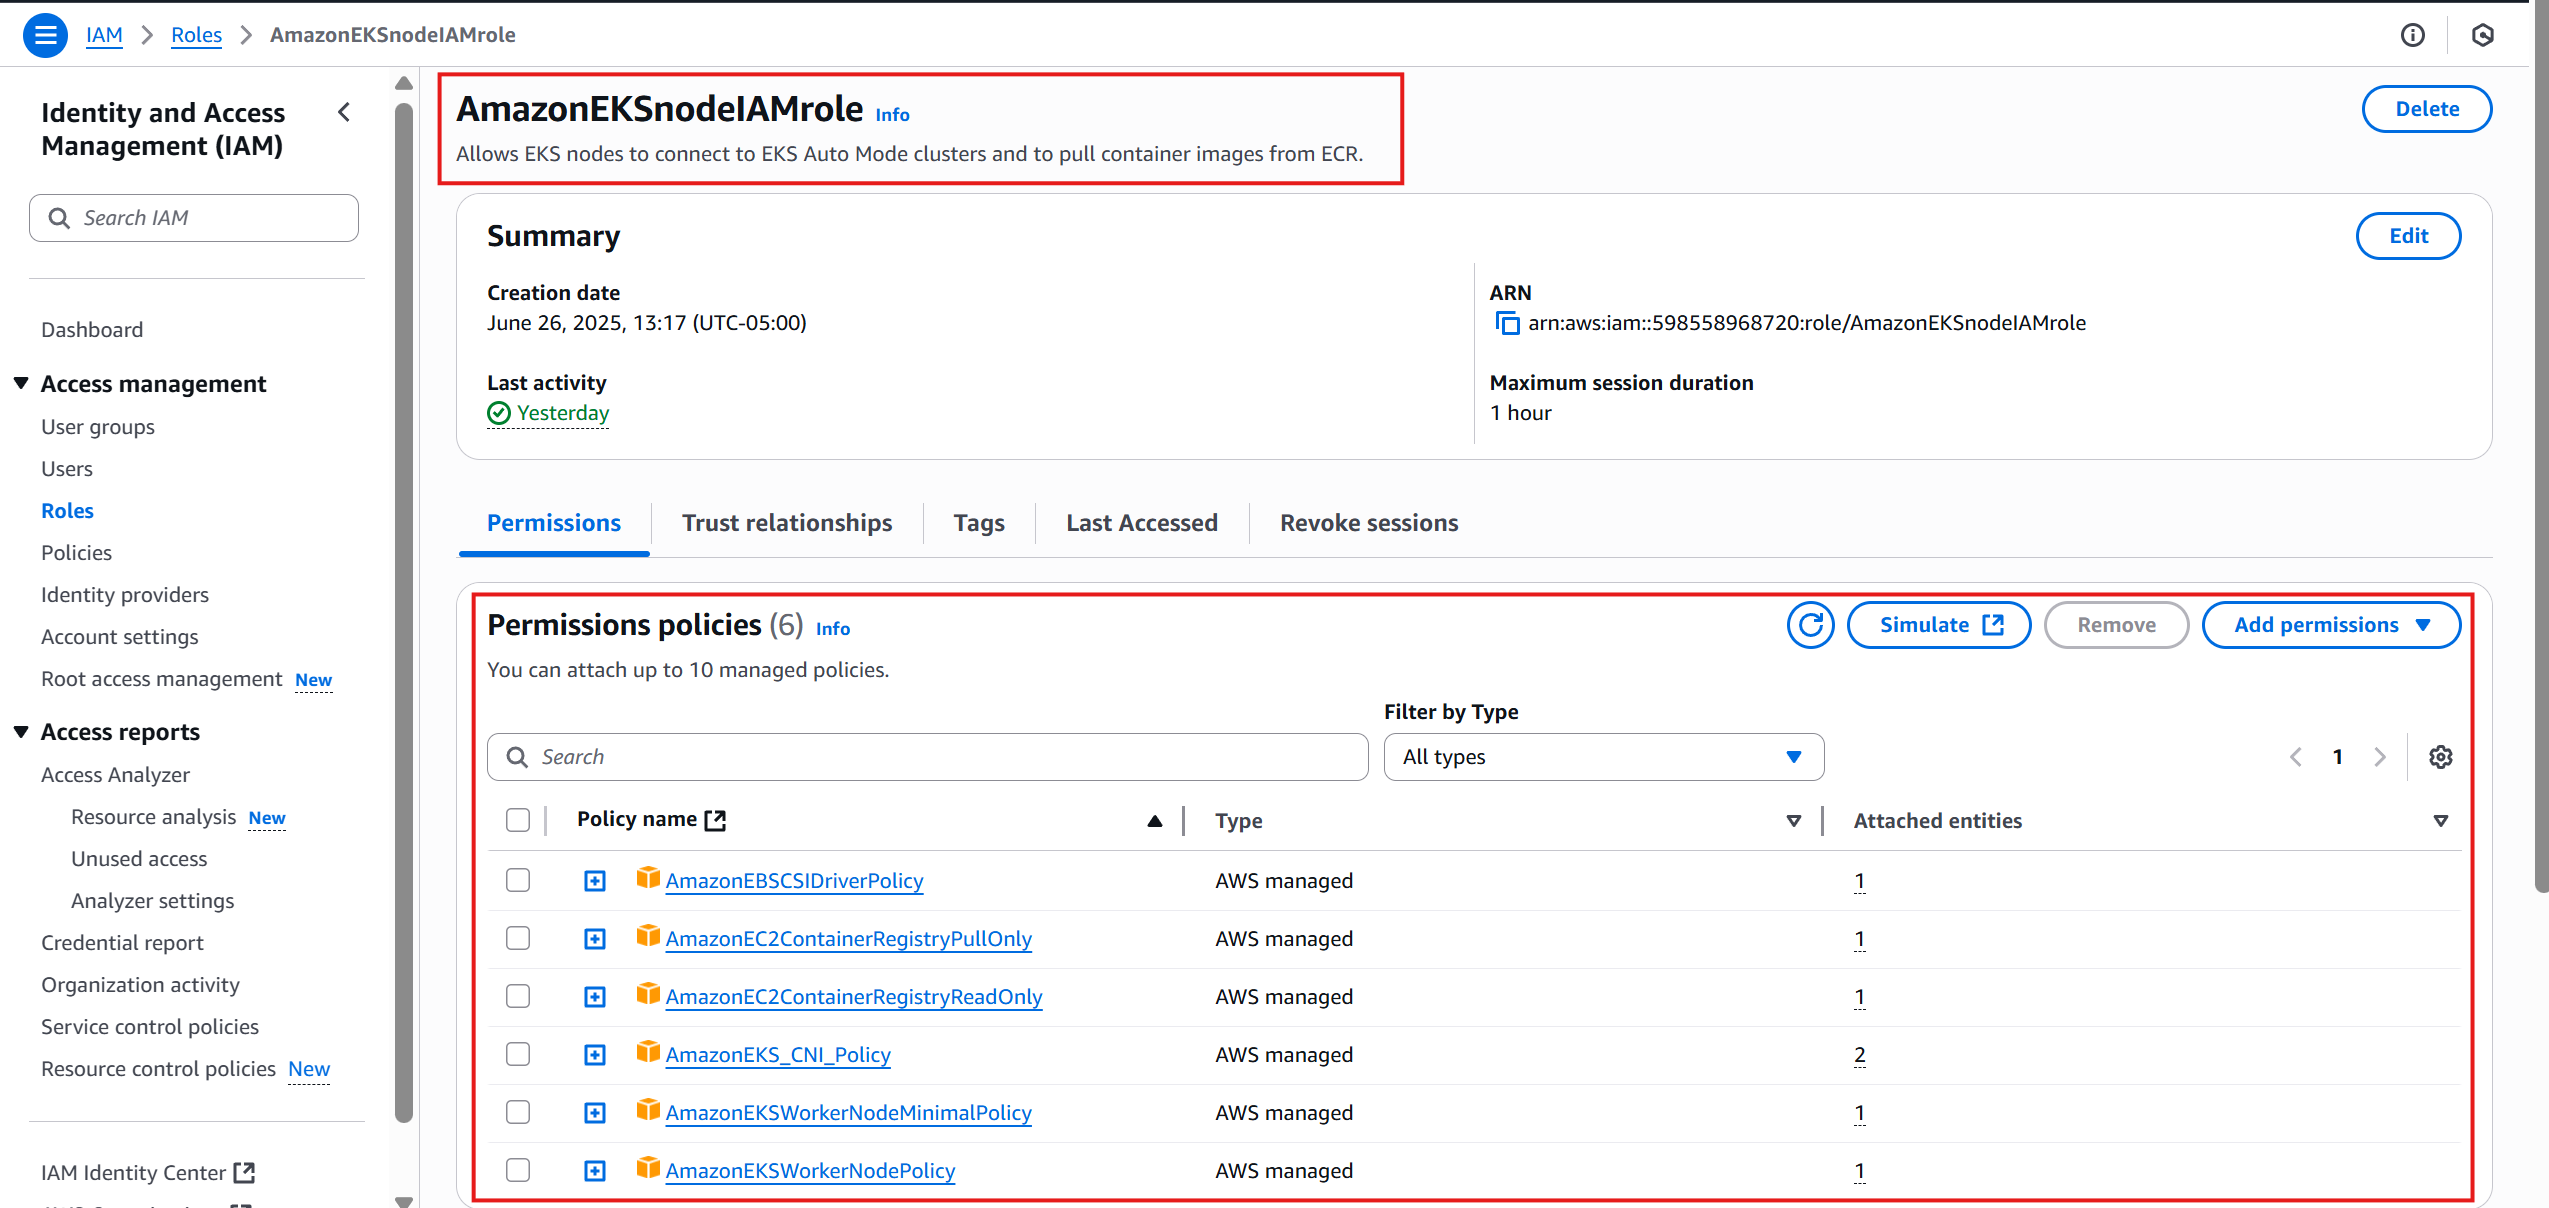 IAM > Roles > AmazonEKSnodeIAMrole
Identity and Access
Management (IAM)
Search IAM
Dashboard
Access management
User groups
Users
Roles
Policies
Identity providers
Account settings
Root access management New
Access reports
Access Analyzer
Resource analysis New
Unused access
Analyzer settings
Credential report
Organization activity
Service control policies
Resource control policies New
IAM Identity Center
AmazonEKSnodeIAMrole Info
Delete
Allows EKS nodes to connect to EKS Auto Mode clusters and to pull container images from ECR.
Summary
Edit
Creation date
June 26, 2025, 13:17 (UTC-05:00)
ARN
arn:aws:iam::598558968720:role/AmazonEKSnodeIAMrole
Last activity
Yesterday
Maximum session duration
1 hour
Permissions Trust relationships Tags Last Accessed Revoke sessions
Permissions policies (6) Info
Simulate Remove Add permissions
You can attach up to 10 managed policies.
Filter by Type
Search
All types
1
Policy name Type Attached entities
AmazonEBSCSIDriverPolicy AWS managed 1
AmazonEC2ContainerRegistryPullOnly AWS managed 1
AmazonEC2ContainerRegistryReadOnly AWS managed 1
AmazonEKS_CNI_Policy AWS managed 2
AmazonEKSWorkerNodeMinimalPolicy AWS managed 1
AmazonEKSWorkerNodePolicy AWS managed 1